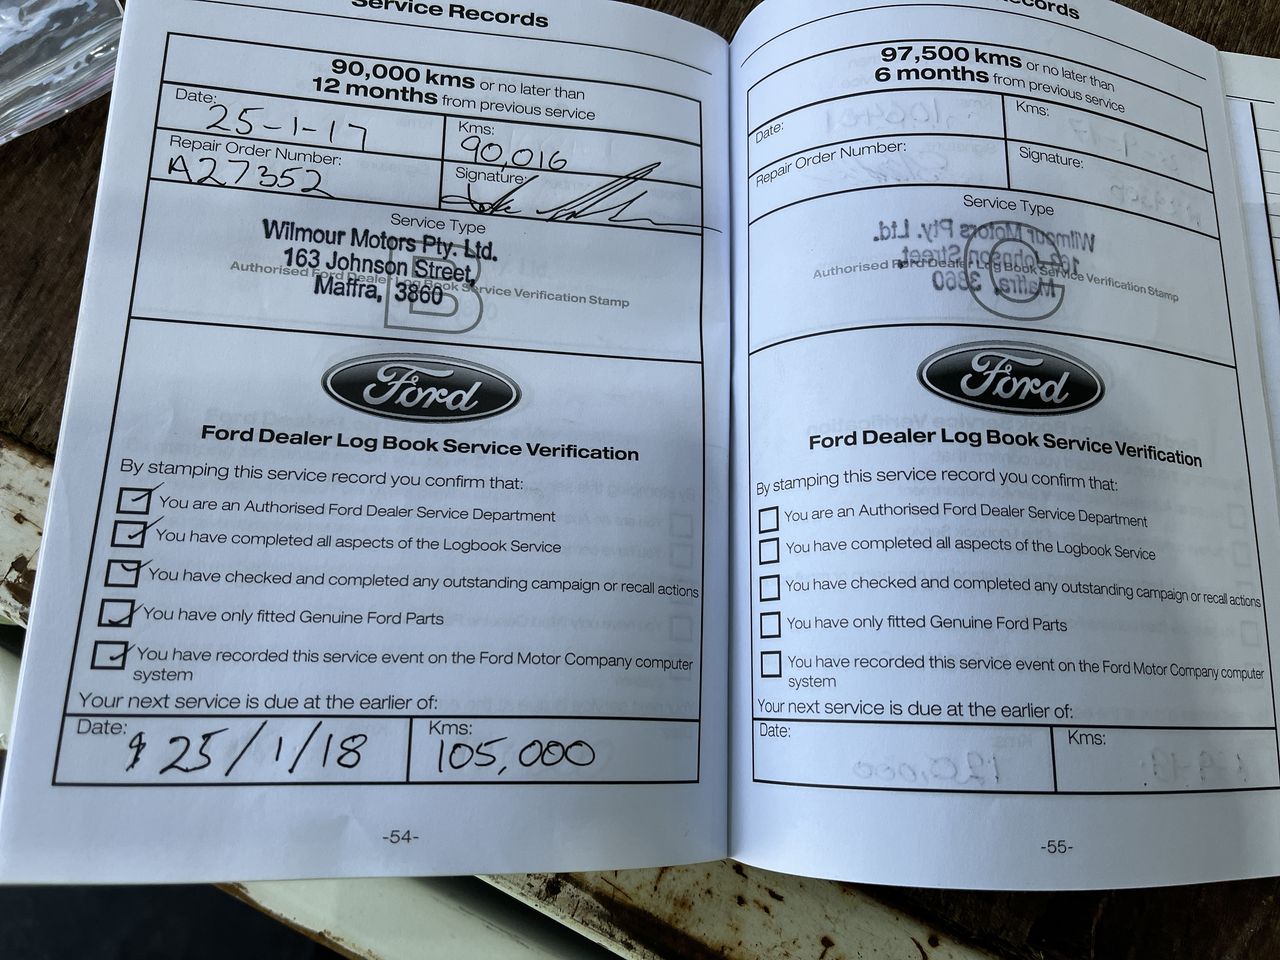 Service Records
90,000 kms or no later than
12 months from previous service
Date:
25-1-17
Kms:
90,016
Repair Order Number:
A27352
Signature:
Service Type
B
Wilmour Motors Pty. Ltd.
163 Johnson Street,
Maffra, 3860
Authorised Ford Dealer Log Book Service Verification Stamp
Ford
Ford Dealer Log Book Service Verification
By stamping this service record you confirm that:
You are an Authorised Ford Dealer Service Department
You have completed all aspects of the Logbook Service
You have checked and completed any outstanding campaign or recall actions
You have only fitted Genuine Ford Parts
You have recorded this service event on the Ford Motor Company computer
system
Your next service is due at the earlier of:
Date:
25/1/18
Kms:
105,000
-54-
Records
97,500 kms or no later than
6 months from previous service
Date:
Kms:
Repair Order Number:
Signature:
Service Type
C
Authorised Ford Dealer Log Book Service Verification Stamp
Ford
Ford Dealer Log Book Service Verification
By stamping this service record you confirm that:
You are an Authorised Ford Dealer Service Department
You have completed all aspects of the Logbook Service
You have checked and completed any outstanding campaign or recall actions
You have only fitted Genuine Ford Parts
You have recorded this service event on the Ford Motor Company computer
system
Your next service is due at the earlier of:
Date:
Kms:
-55-